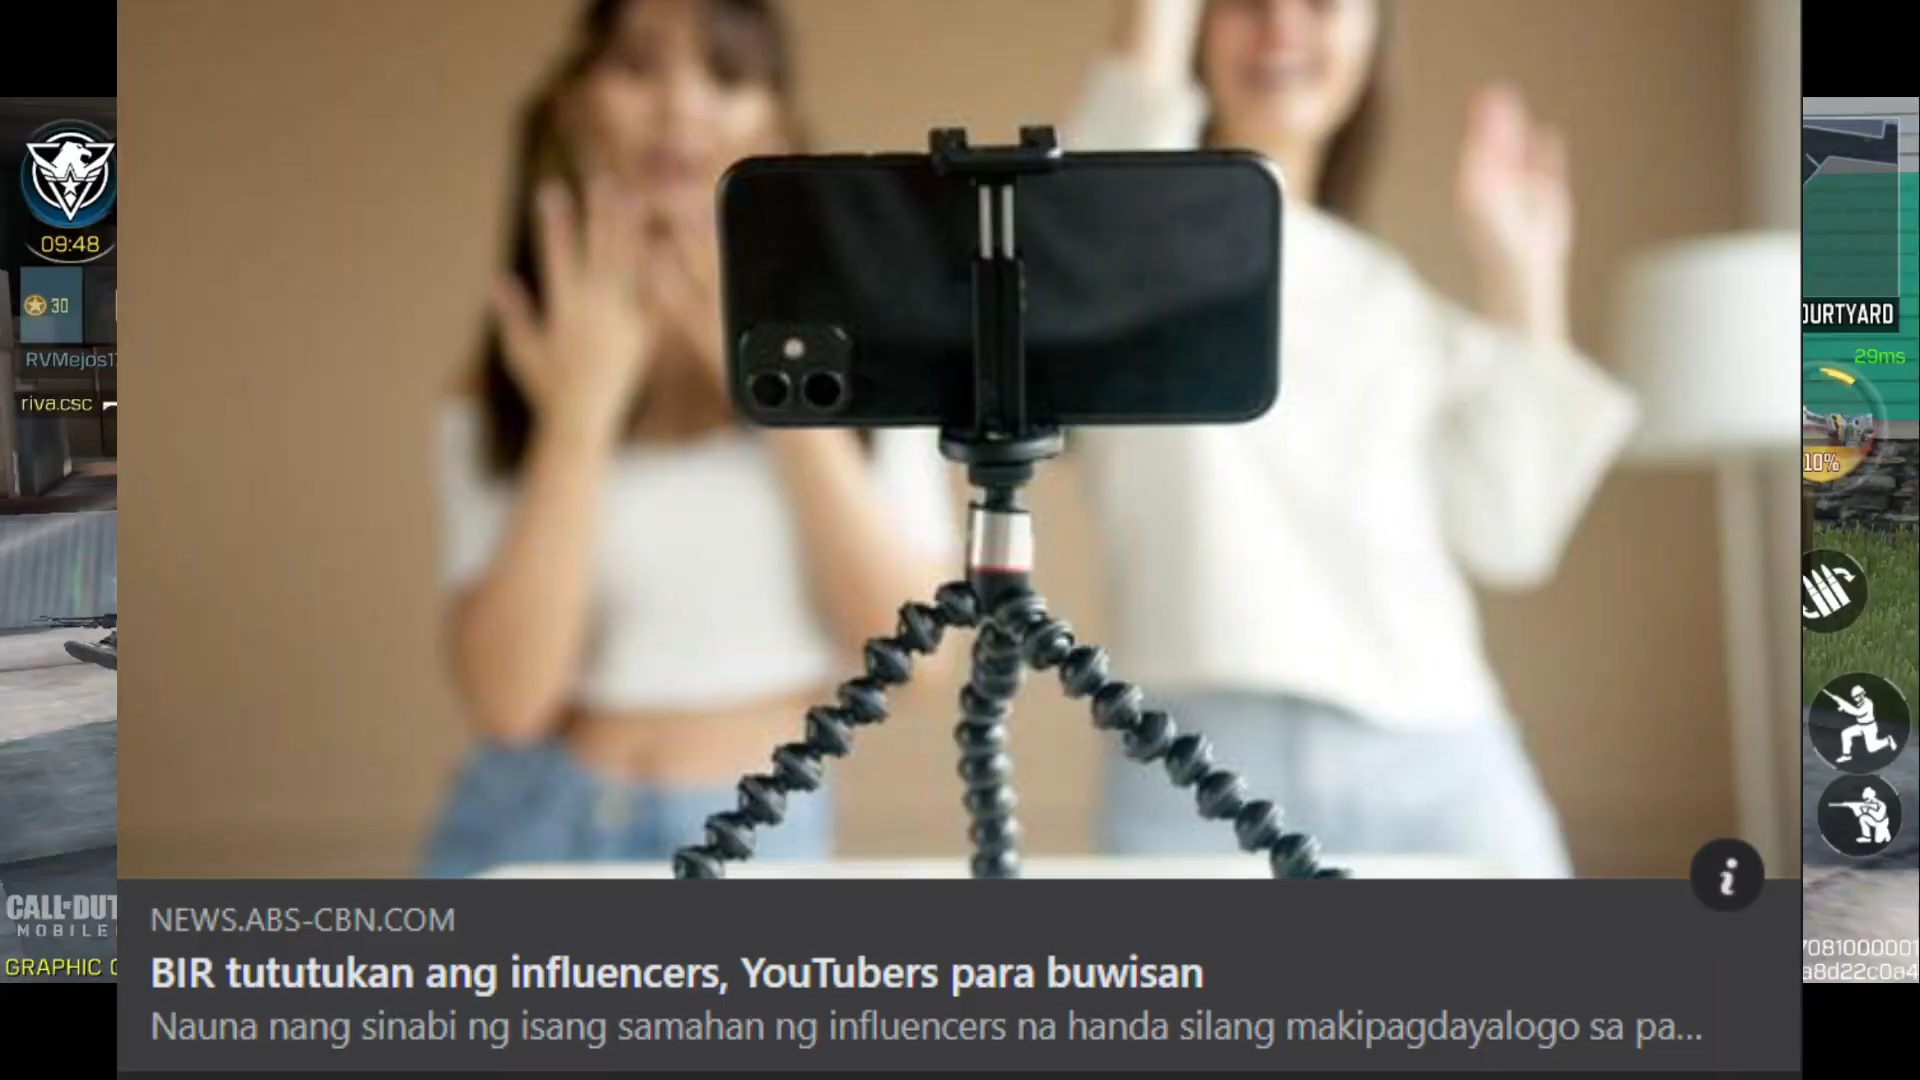 09:48
30
RVMejos1
riva.csc
OURTYARD
29ms
10%
CALL·DUT
MOBILE
GRAPHIC
7081000001
a8d22c0a4
NEWS.ABS-CBN.COM
BIR tututukan ang influencers, YouTubers para buwisan
Nauna nang sinabi ng isang samahan ng influencers na handa silang makipagdayalogo sa pa...